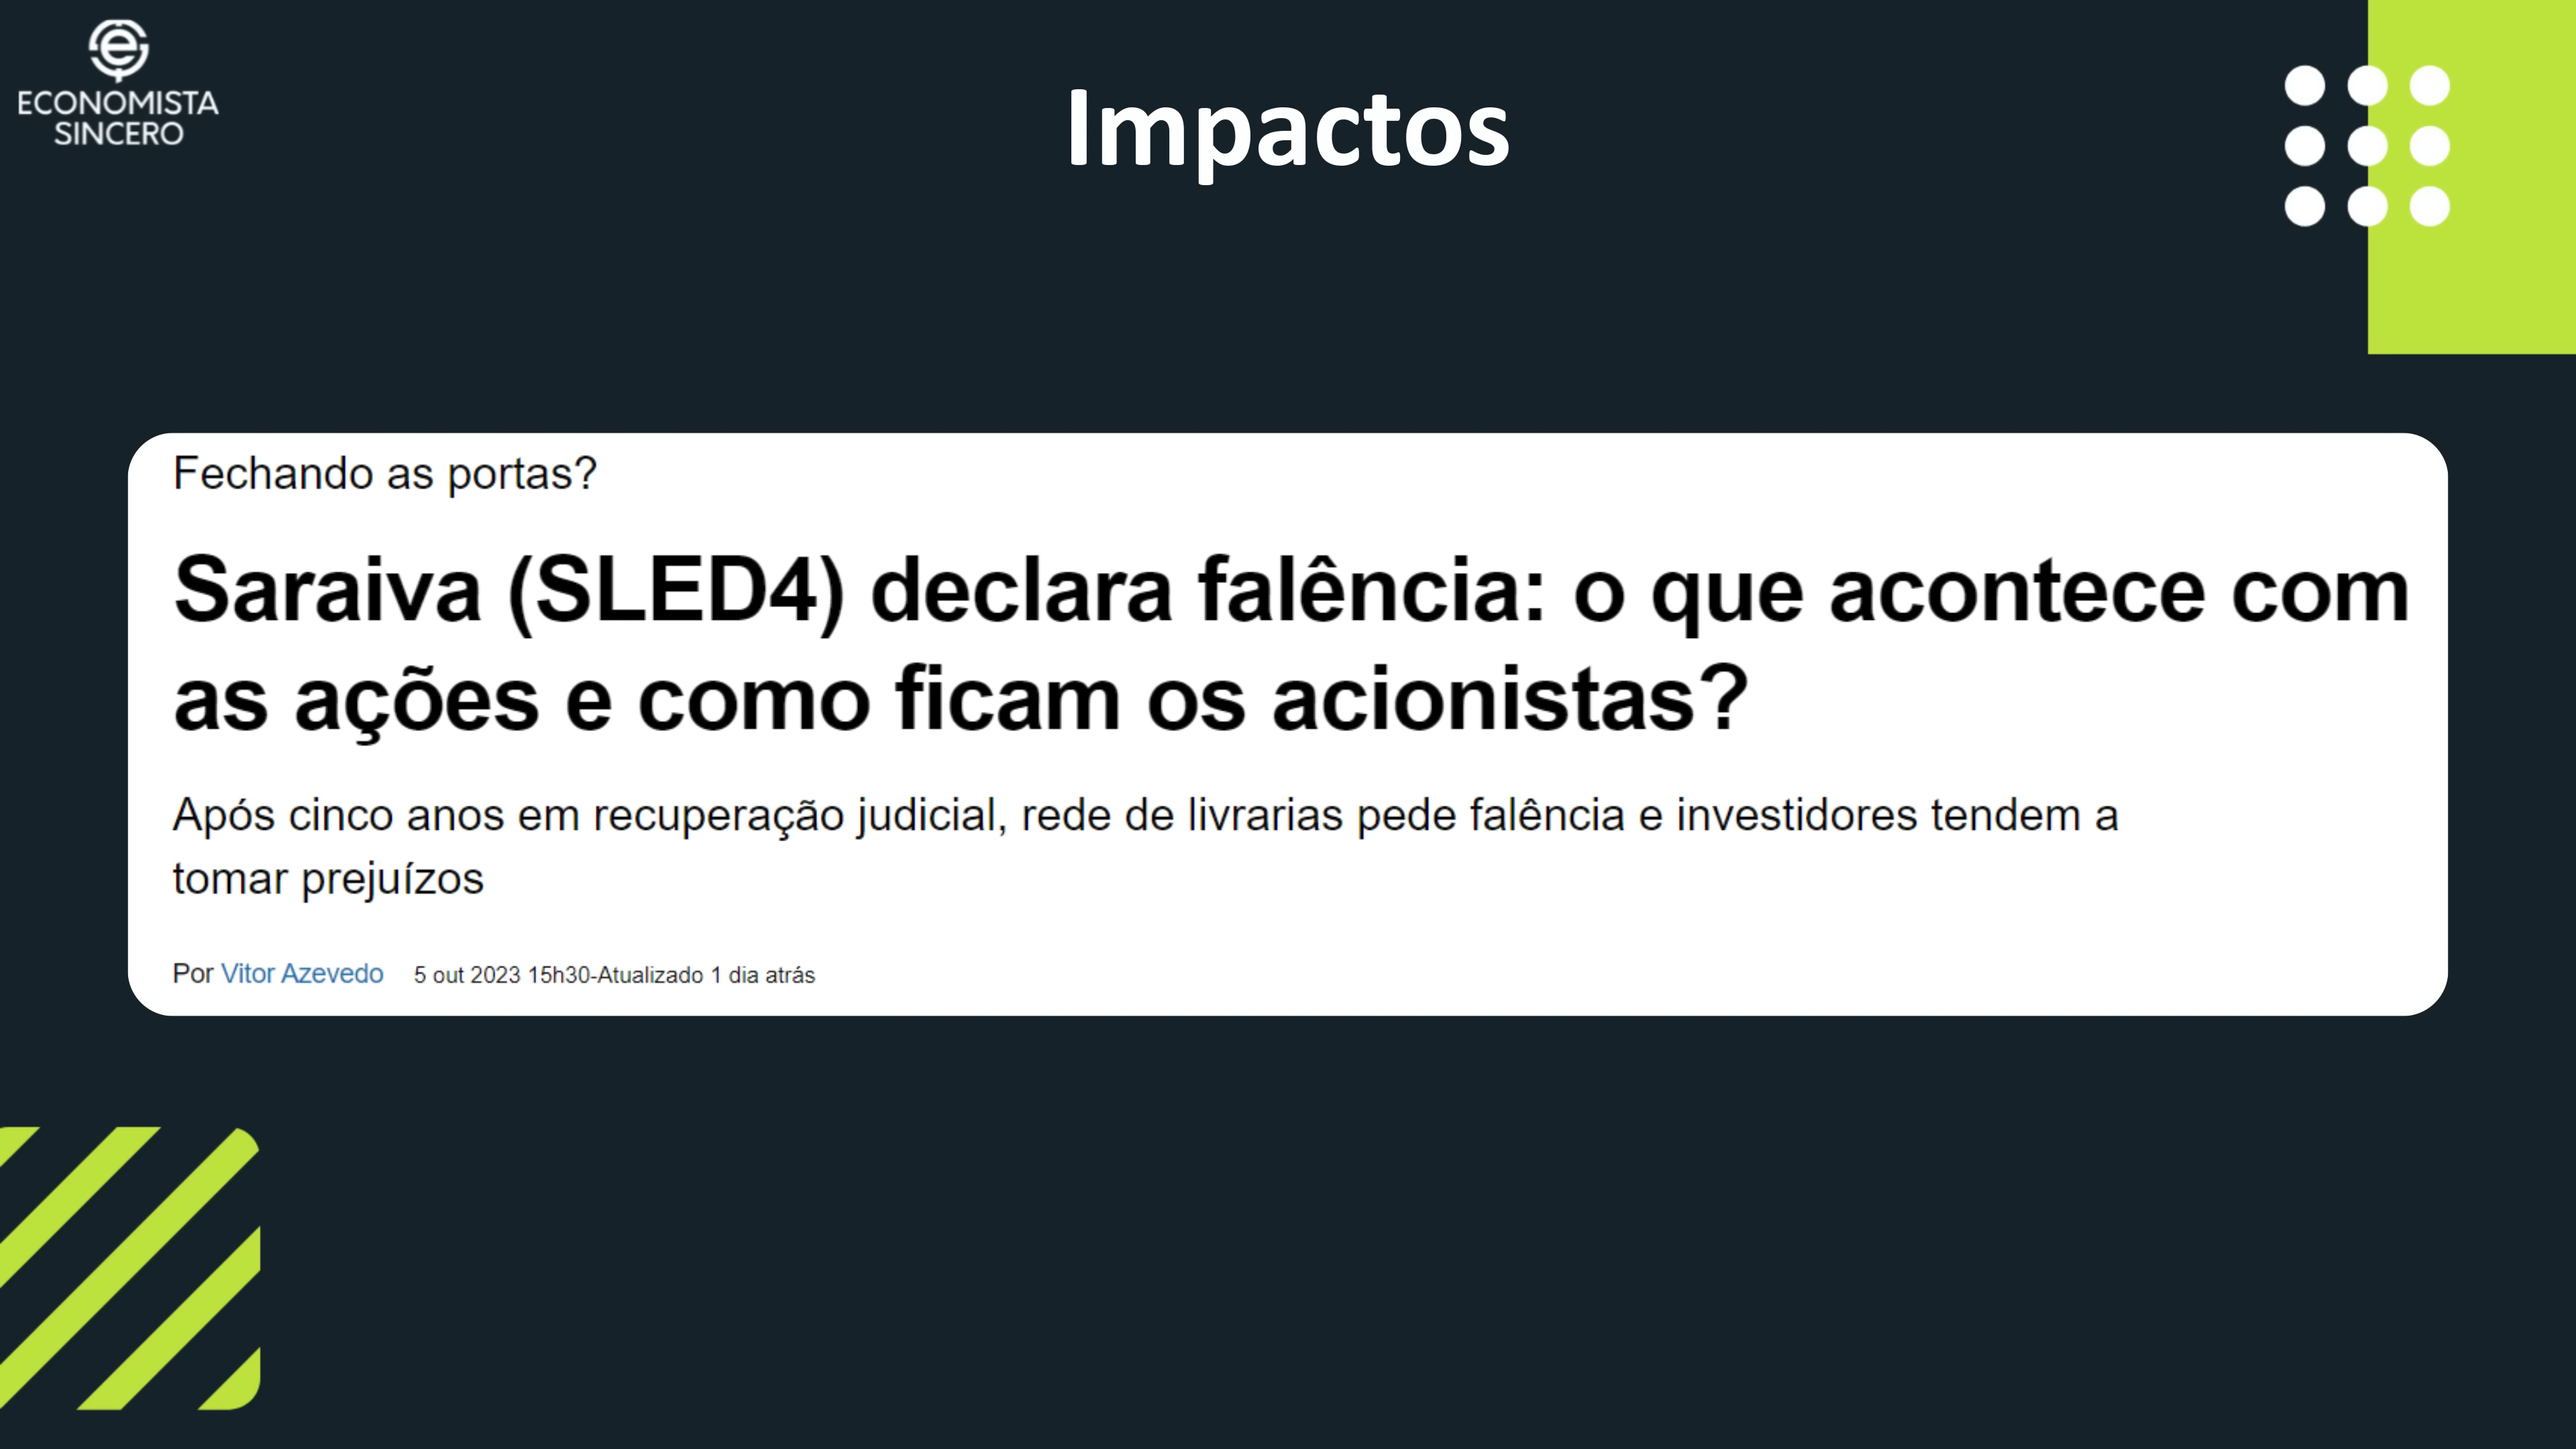 ECONOMISTA
SINCERO
Impactos
Fechando as portas?
Saraiva (SLED4) declara falência: o que acontece com
as ações e como ficam os acionistas?
Após cinco anos em recuperação judicial, rede de livrarias pede falência e investidores tendem a
tomar prejuízos
Por Vitor Azevedo 5 out 2023 15h30-Atualizado 1 dia atrás